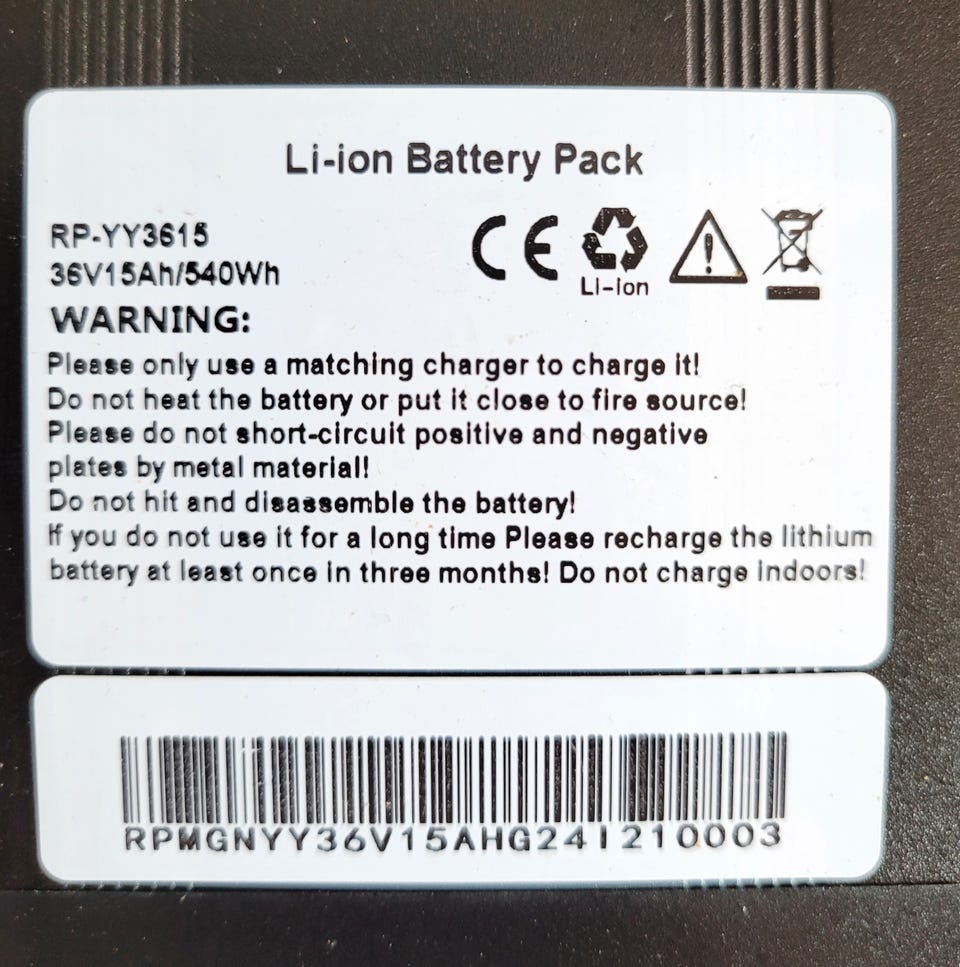 Li-ion Battery Pack
RP-YY3615
36V15Ah/540Wh
CE
Li-ion
WARNING:
Please only use a matching charger to charge it!
Do not heat the battery or put it close to fire source!
Please do not short-circuit positive and negative
plates by metal material!
Do not hit and disassemble the battery!
If you do not use it for a long time Please recharge the lithium
battery at least once in three months! Do not charge indoors!
RPMGNYY36V15AHG24I210003